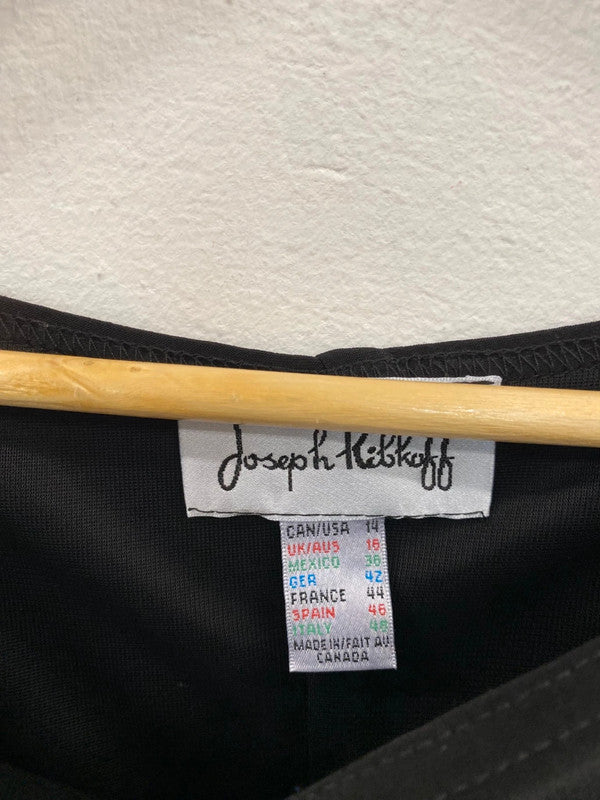 Joseph Ribkoff
CAN/USA 14
UK/AUS 16
MEXICO 36
GER 42
FRANCE 44
SPAIN 46
ITALY 48
MADE IN/FAIT AU
CANADA